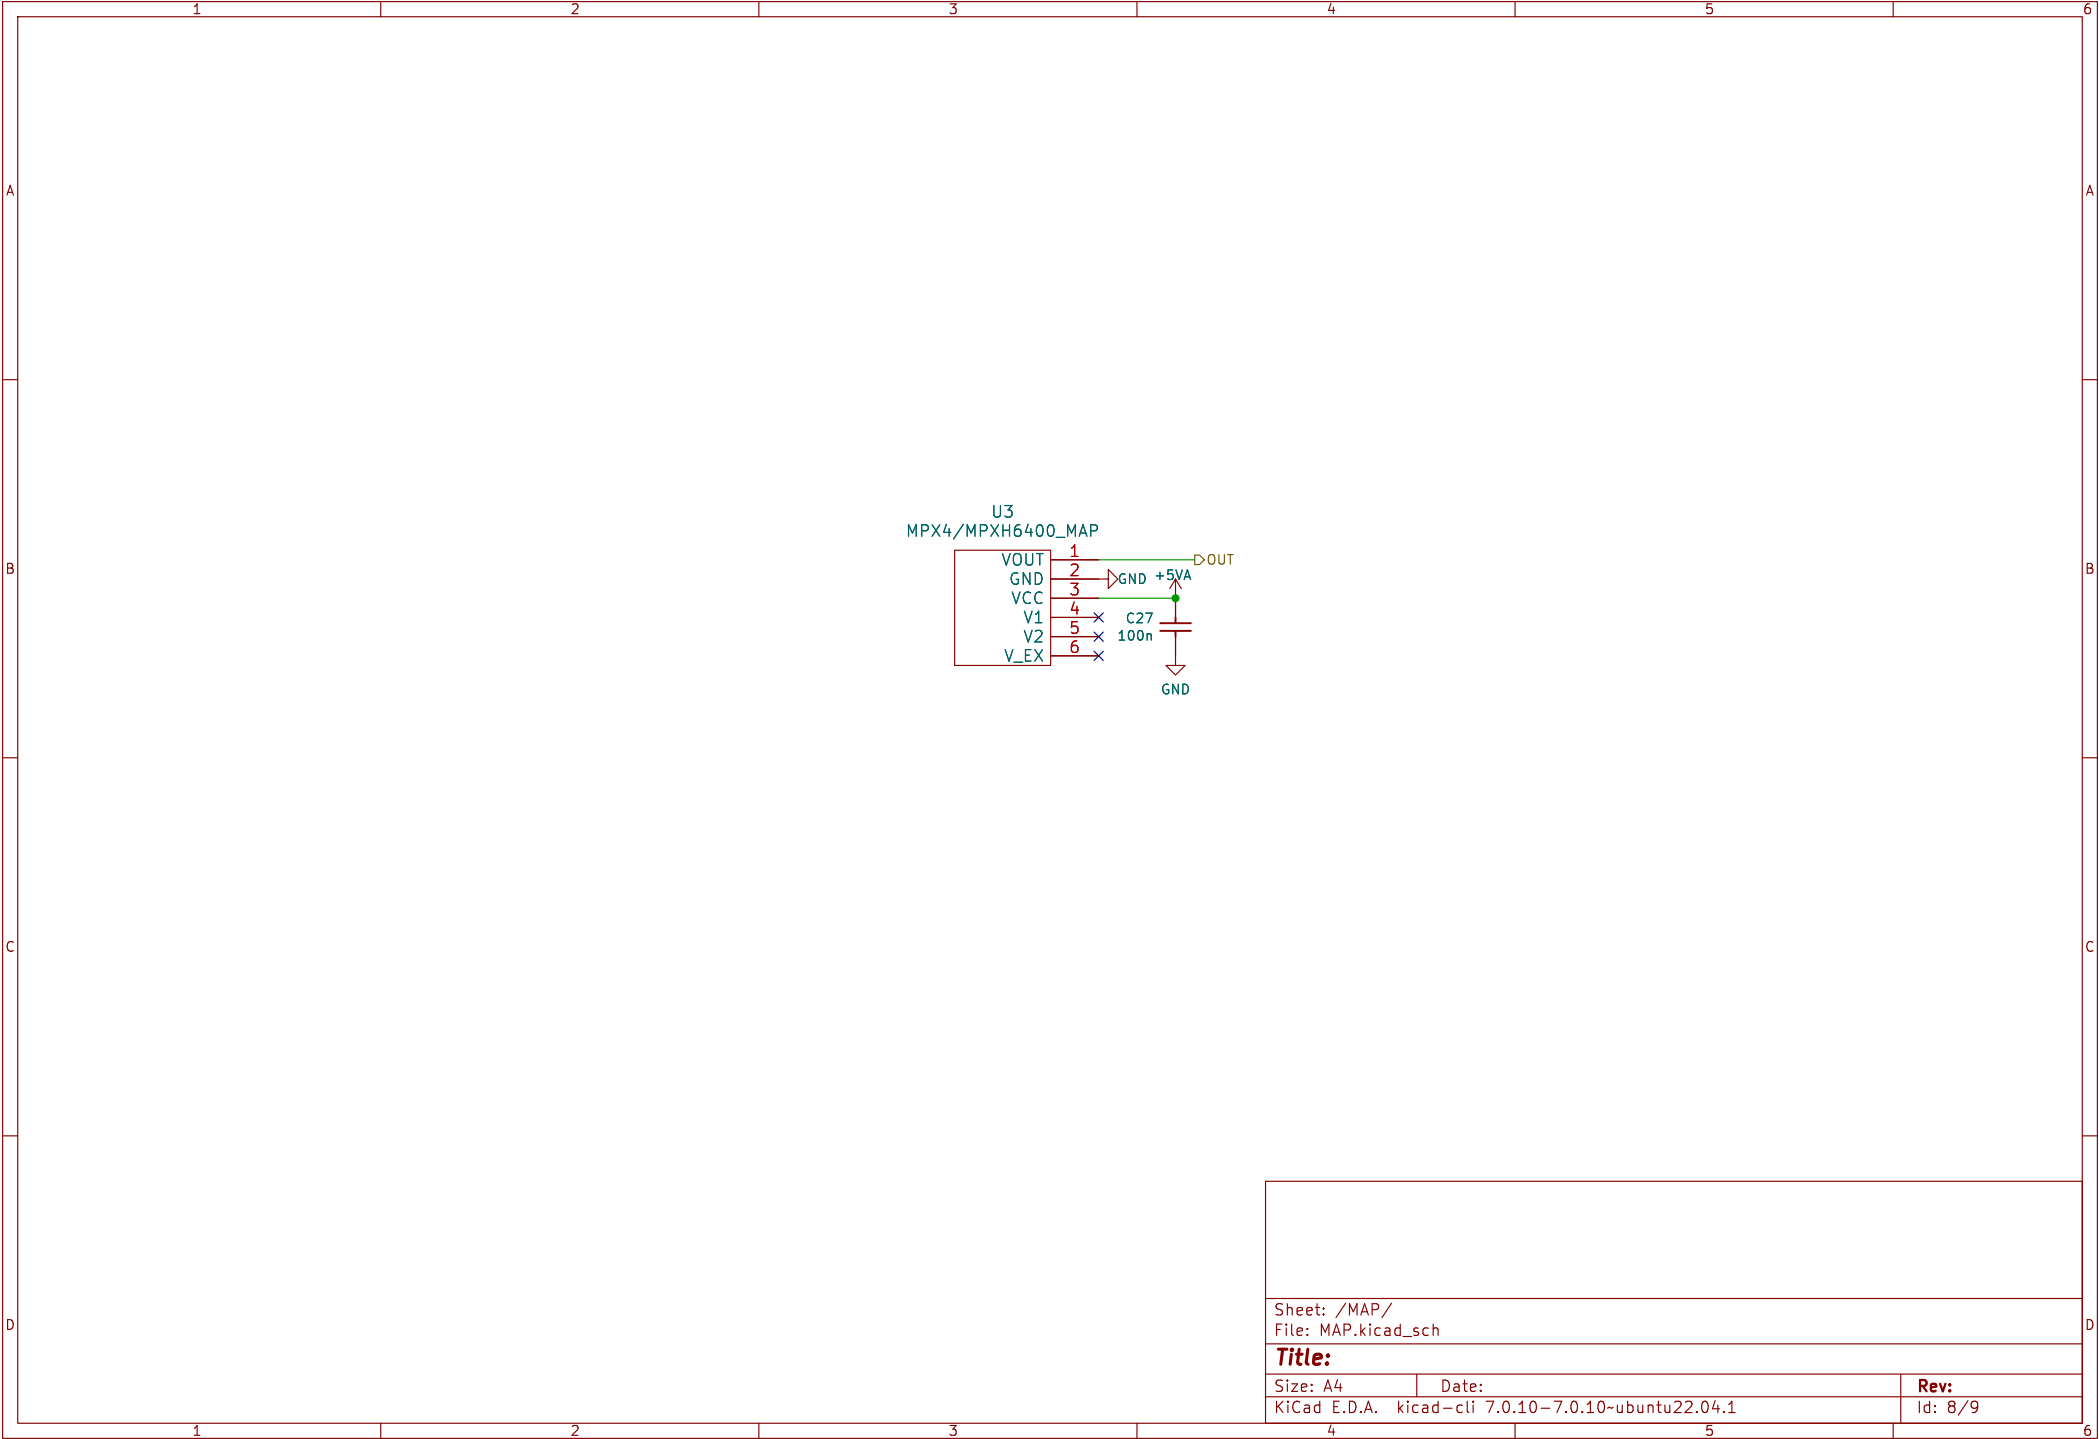 1 2 3 4 5 6
A A
U3
MPX4/MPXH6400_MAP
VOUT 1 OUT
B B
GND 2 GND +5VA
VCC 3
V1 4 C27
V2 5 100n
V_EX 6
GND
C C
Sheet: /MAP/
D D
File: MAP.kicad_sch
Title:
Size: A4 Date: Rev:
KiCad E.D.A. kicad-cli 7.0.10-7.0.10~ubuntu22.04.1 Id: 8/9
1 2 3 4 5 6